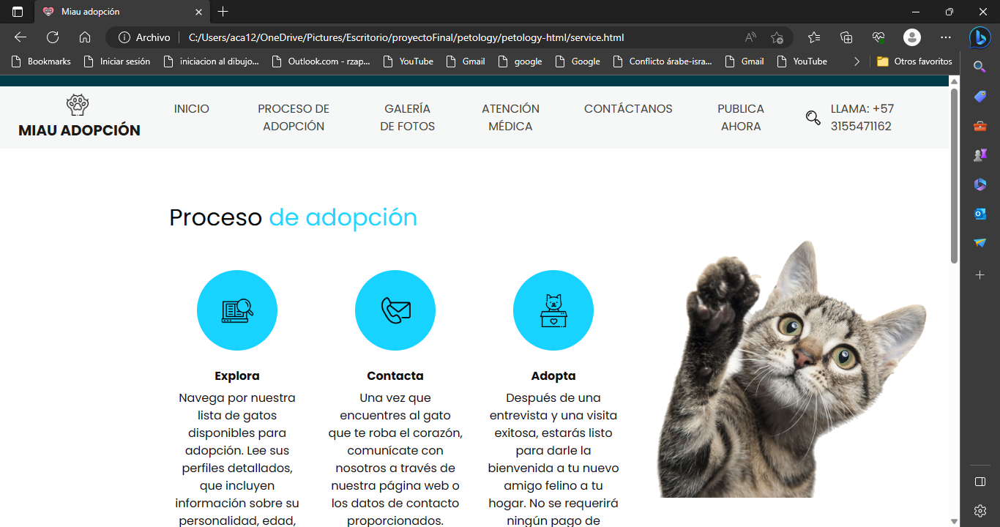 Miau adopción
Archivo
C:/Users/aca12/OneDrive/Pictures/Escritorio/proyectoFinal/petology/petology-html/service.html
Bookmarks
Iniciar sesión
iniciacion al dibujo...
Outlook.com - rzap...
YouTube
Gmail
google
Google
Conflicto árabe-isra...
Gmail
YouTube
Otros favoritos
MIAU ADOPCIÓN
INICIO
PROCESO DE
ADOPCIÓN
GALERÍA
DE FOTOS
ATENCIÓN
MÉDICA
CONTÁCTANOS
PUBLICA
AHORA
LLAMA: +57
3155471162
Proceso de adopción
Explora
Navega por nuestra
lista de gatos
disponibles para
adopción. Lee sus
perfiles detallados,
que incluyen
información sobre su
personalidad, edad,
Contacta
Una vez que
encuentres al gato
que te roba el corazón,
comunícate con
nosotros a través de
nuestra página web o
los datos de contacto
proporcionados.
Adopta
Después de una
entrevista y una visita
exitosa, estarás listo
para darle la
bienvenida a tu nuevo
amigo felino a tu
hogar. No se requerirá
ningún pago de